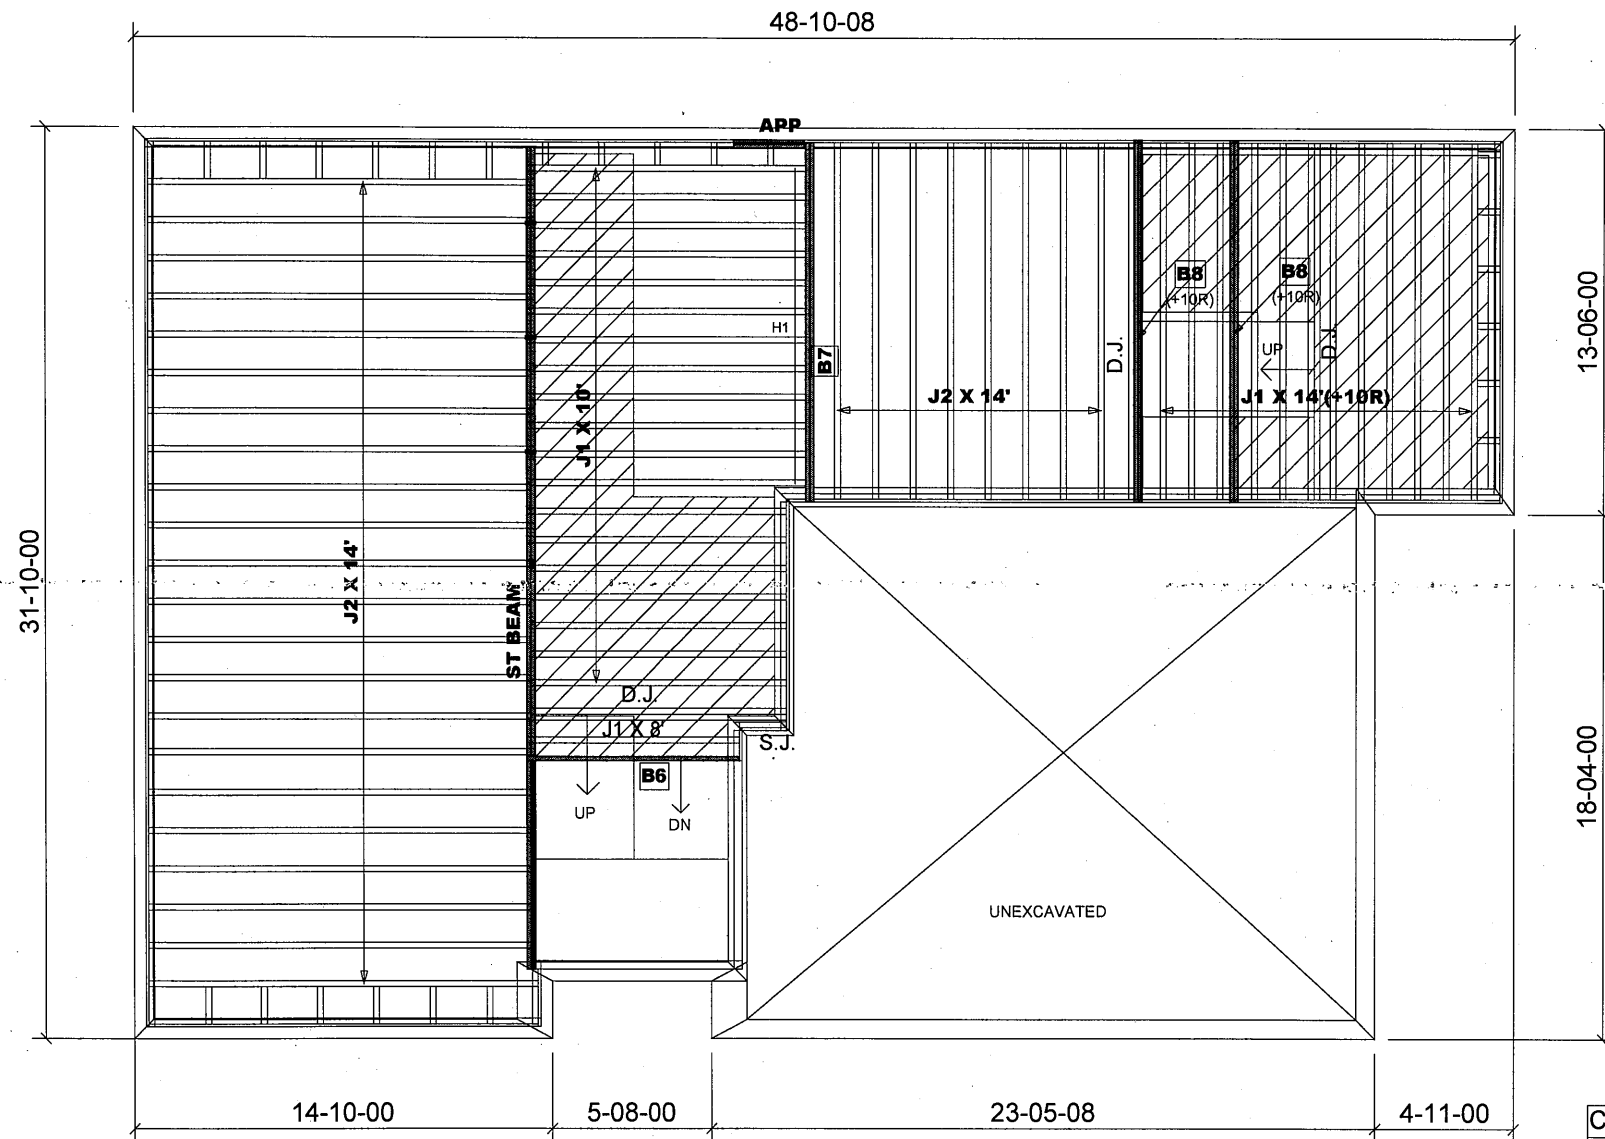 48-10-08
APP
B8
(+10R)
B8
(+10R)
H1
B7
D.J.
UP
D.J.
13-06-00
J1 X 10'
J2 X 14'
J1 X 14'(+10R)
31-10-00
J2 X 14'
ST BEAM
D.J.
J1 X 8'
S.J.
B6
UP
DN
18-04-00
UNEXCAVATED
14-10-00
5-08-00
23-05-08
4-11-00
C